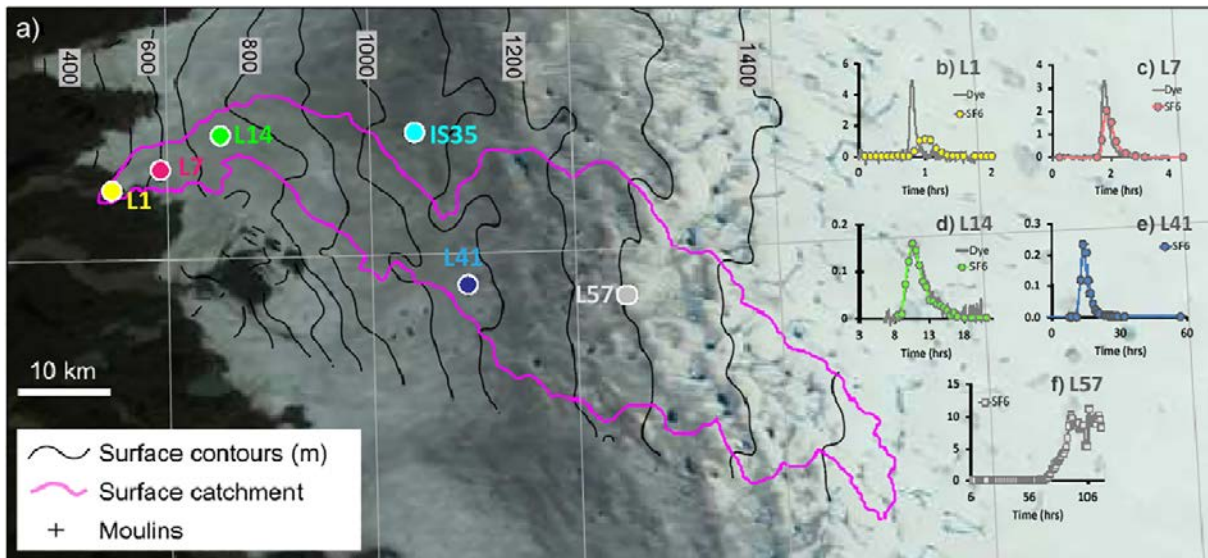 a)
400
600
800
1000
1200
1400
L1
L7
L14
IS35
L41
L57
10 km
Surface contours (m)
Surface catchment
Moulins
b) L1
6
4
2
0
Dye
SF6
0 1 2
Time (hrs)
c) L7
4
3
2
1
0
Dye
SF6
0 2 4
Time (hrs)
d) L14
0.2
0.1
0
Dye
SF6
3 8 13 18
Time (hrs)
e) L41
0.3
0.2
0.1
0.0
SF6
0 30 60
Time (hrs)
f) L57
15
10
5
0
SF6
6 56 106
Time (hrs)